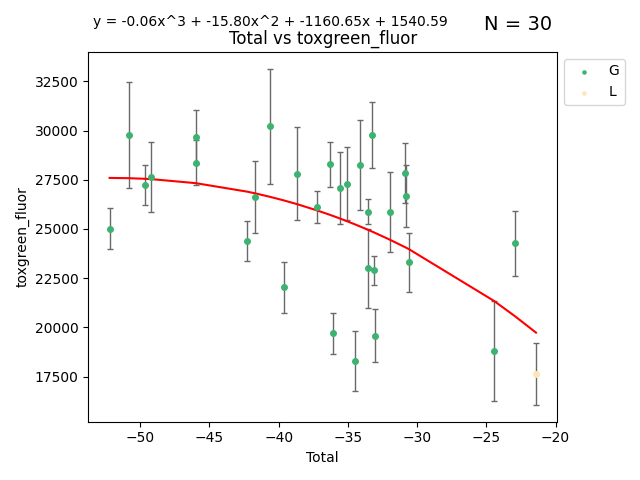 y = -0.06x^3 + -15.80x^2 + -1160.65x + 1540.59
N = 30
Total vs toxgreen_fluor
G
L
32500
30000
27500
25000
22500
20000
17500
toxgreen_fluor
−50 −45 −40 −35 −30 −25 −20
Total